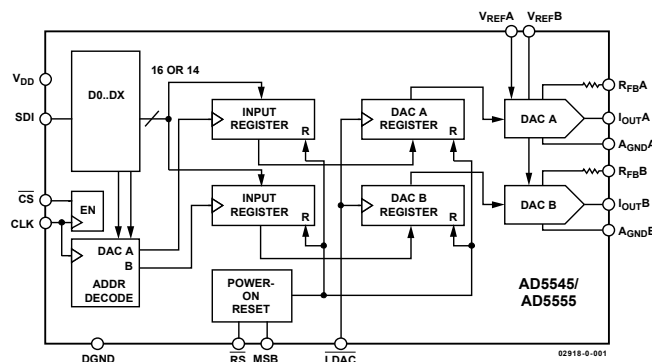 VREFA VREFB
VDD
SDI
D0..DX
16 OR 14
INPUT
REGISTER
R
DAC A
REGISTER
R
DAC A
RFBA
IOUTA
AGNDA
CS
CLK
EN
INPUT
REGISTER
R
DAC B
REGISTER
R
DAC B
RFBB
IOUTB
AGNDB
DAC A
B
ADDR
DECODE
POWER-
ON
RESET
AD5545/
AD5555
DGND
RS
MSB
LDAC
02918-0-001